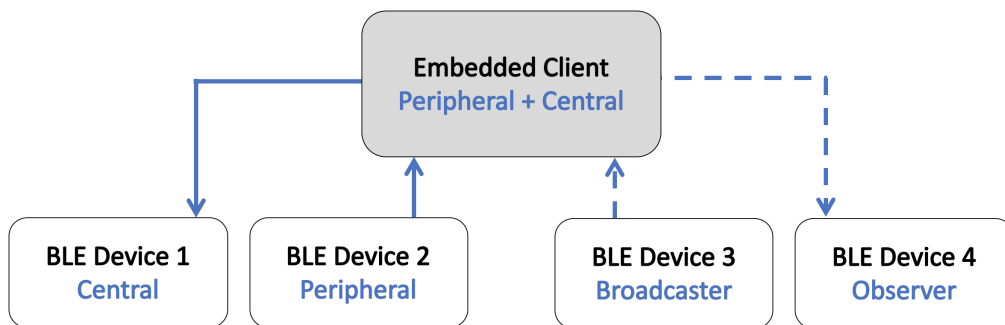 Embedded Client
Peripheral + Central
BLE Device 1
Central
BLE Device 2
Peripheral
BLE Device 3
Broadcaster
BLE Device 4
Observer